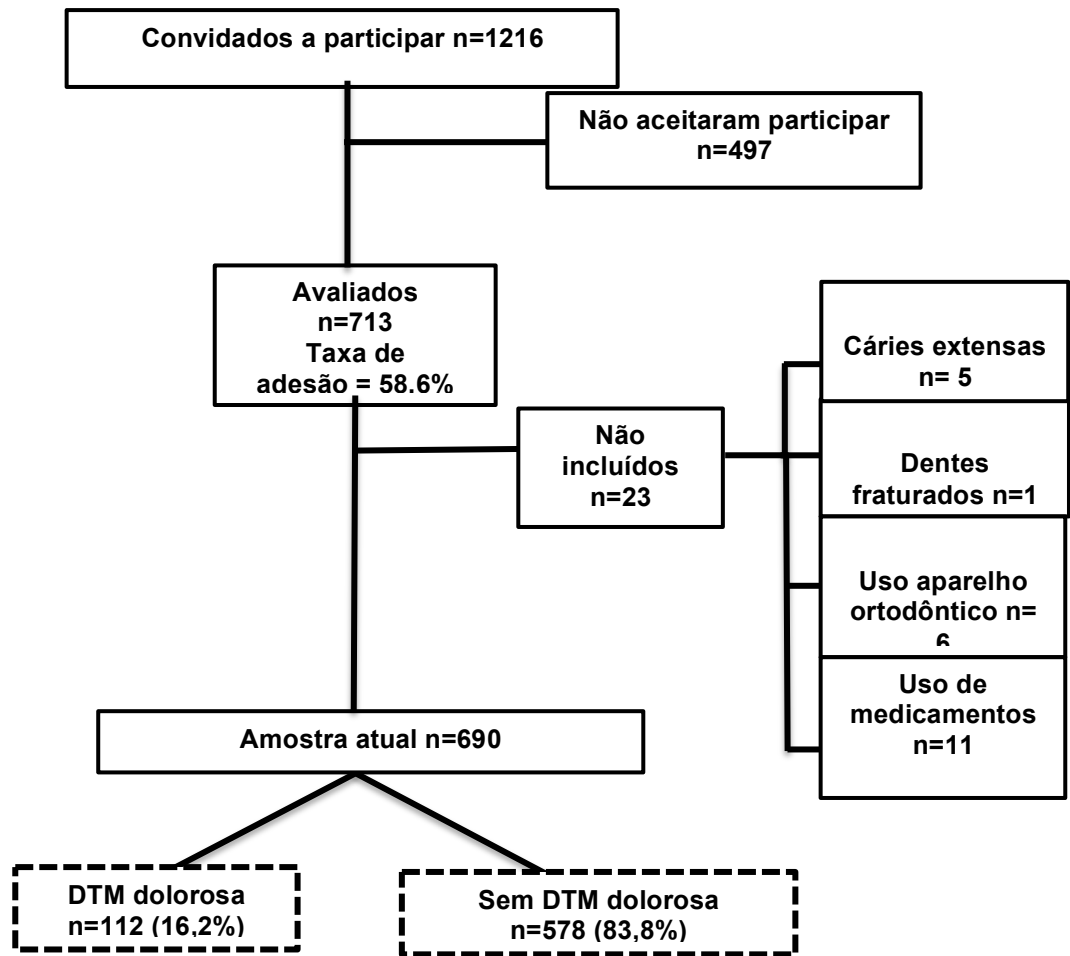 Convidados a participar n=1216
Não aceitaram participar
n=497
Avaliados
n=713
Taxa de
adesão = 58.6%
Não
incluídos
n=23
Cáries extensas
n= 5
Dentes
fraturados n=1
Uso aparelho
ortodôntico n=
6
Uso de
medicamentos
n=11
Amostra atual n=690
DTM dolorosa
n=112 (16,2%)
Sem DTM dolorosa
n=578 (83,8%)